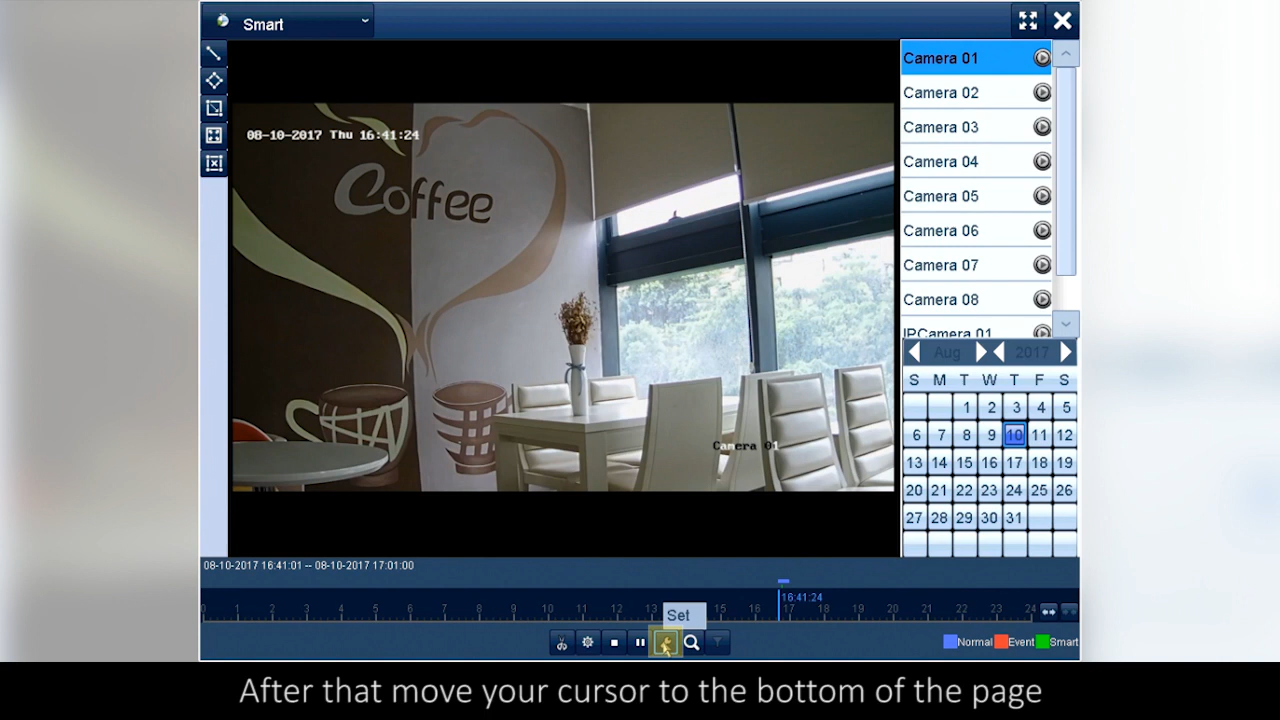 Smart
08-10-2017 Thu 16:41:24
Coffee
Camera 01
Camera 01
Camera 02
Camera 03
Camera 04
Camera 05
Camera 06
Camera 07
Camera 08
IPCamera 01
Aug 2017
S M T W T F S
1 2 3 4 5
6 7 8 9 10 11 12
13 14 15 16 17 18 19
20 21 22 23 24 25 26
27 28 29 30 31
08-10-2017 16:41:01 -- 08-10-2017 17:01:00
16:41:24
0 1 2 3 4 5 6 7 8 9 10 11 12 13 15 16 17 18 19 20 21 22 23 24
Set
Normal Event Smart
After that move your cursor to the bottom of the page